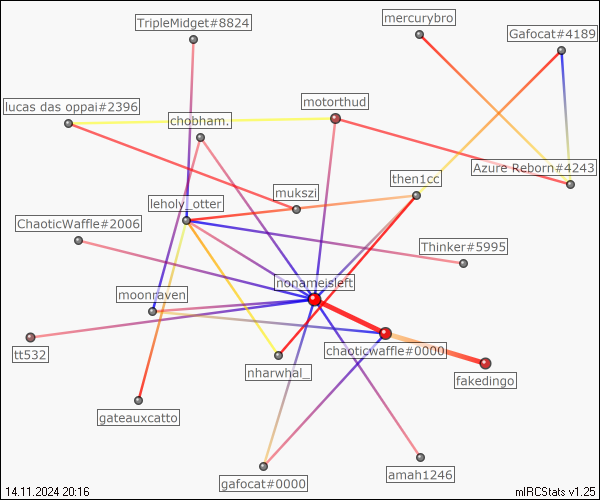 TripleMidget#8824
mercurybro
Gafocat#4189
lucas das oppai#2396
motorthud
chobham.
Azure Reborn#4243
then1cc
mukszi
leholy_otter
ChaoticWaffle#2006
Thinker#5995
nonameisleft
moonraven
chaoticwaffle#0000
tt532
nharwhal_
fakedingo
gateauxcatto
amah1246
gafocat#0000
14.11.2024 20:16
mIRCStats v1.25